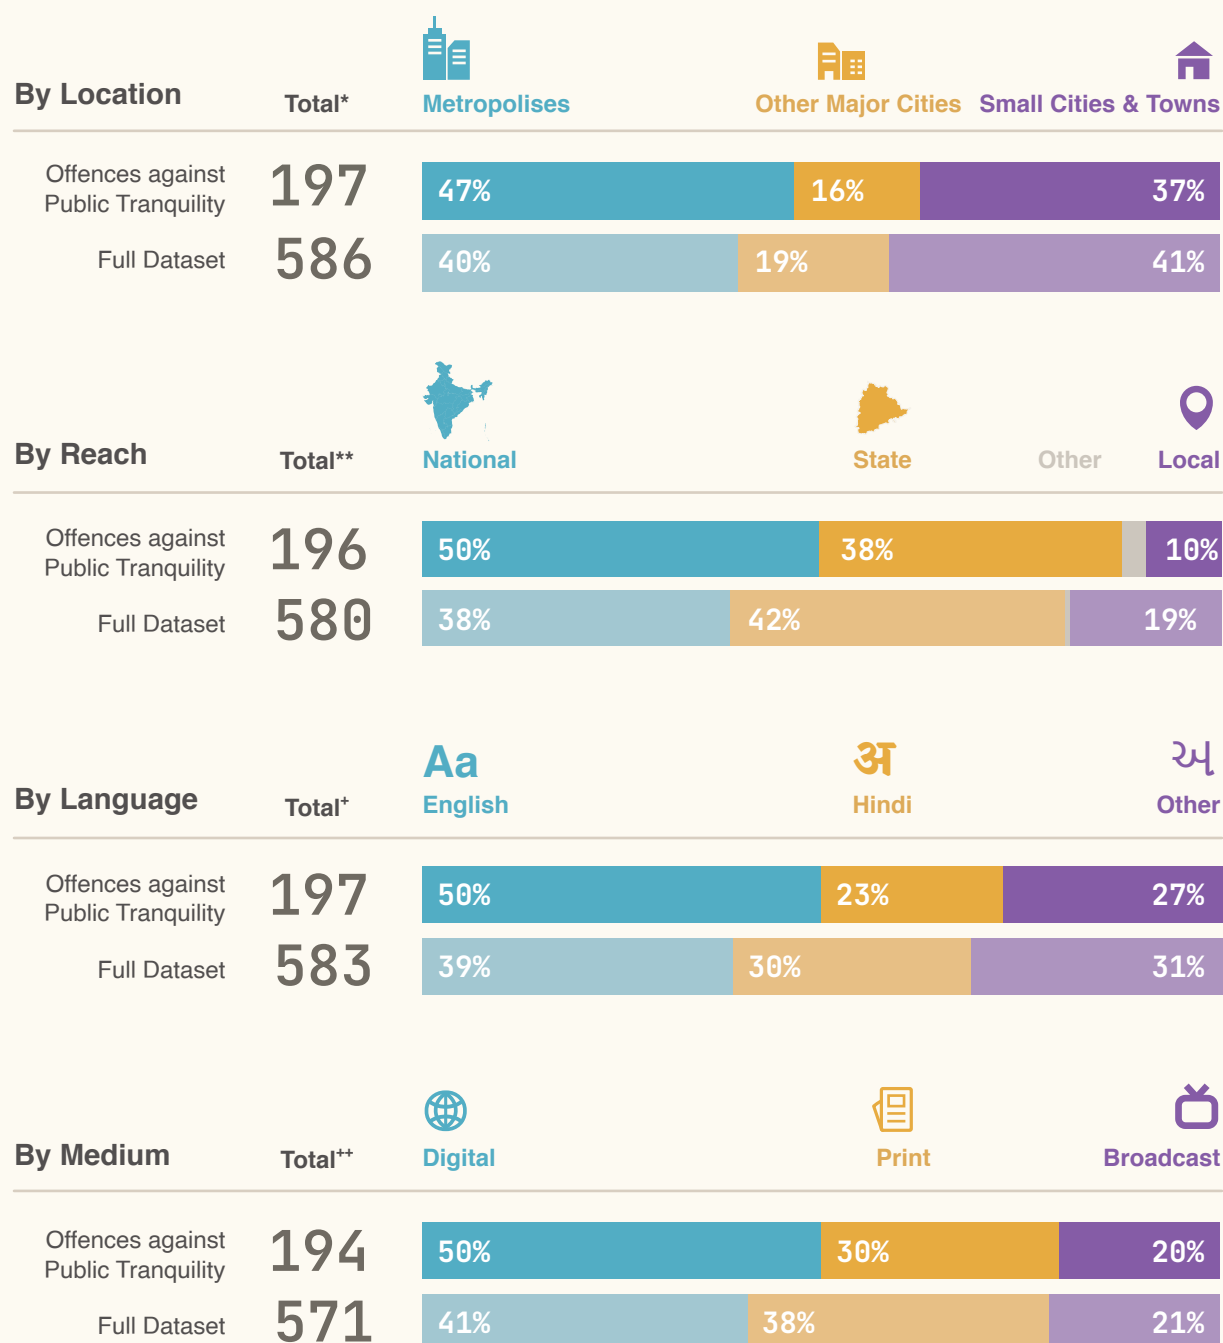 By Location Total* Metropolises Other Major Cities Small Cities & Towns
Offences against
Public Tranquility 197 47% 16% 37%
Full Dataset 586 40% 19% 41%
By Reach Total** National State Other Local
Offences against
Public Tranquility 196 50% 38% 10%
Full Dataset 580 38% 42% 19%
Aa अ અ
By Language Total+ English Hindi Other
Offences against
Public Tranquility 197 50% 23% 27%
Full Dataset 583 39% 30% 31%
By Medium Total++ Digital Print Broadcast
Offences against
Public Tranquility 194 50% 30% 20%
Full Dataset 571 41% 38% 21%